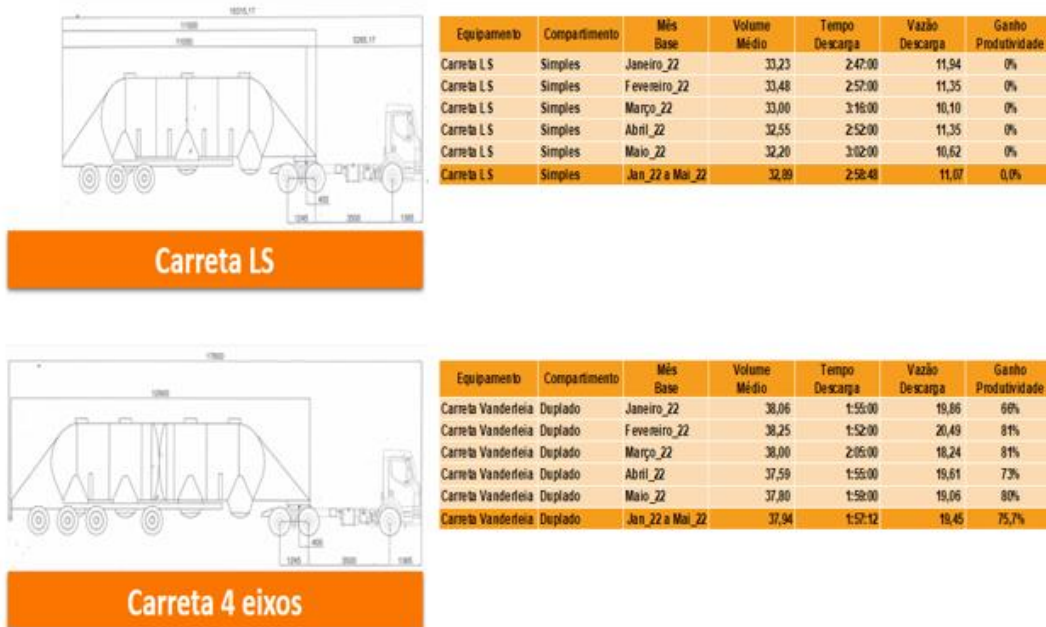 11000
11000
Carreta LS
Equipamento Compartimento Mês Base Volume Médio Tempo Descarga Vazão Descarga Ganho Produtividade
Carreta LS Simples Janeiro_22 33,23 2:47:00 11,94 0%
Carreta LS Simples Fevereiro_22 33,48 2:57:00 11,35 0%
Carreta LS Simples Março_22 33,00 3:16:00 10,10 0%
Carreta LS Simples Abril_22 32,55 2:52:00 11,35 0%
Carreta LS Simples Maio_22 32,20 3:02:00 10,62 0%
Carreta LS Simples Jan_22 a Mai_22 32,89 2:58:48 11,07 0,0%
Carreta 4 eixos
Equipamento Compartimento Mês Base Volume Médio Tempo Descarga Vazão Descarga Ganho Produtividade
Carreta Vanderleia Duplado Janeiro_22 38,06 1:55:00 19,86 66%
Carreta Vanderleia Duplado Fevereiro_22 38,25 1:52:00 20,49 81%
Carreta Vanderleia Duplado Março_22 38,00 2:05:00 18,24 81%
Carreta Vanderleia Duplado Abril_22 37,59 1:55:00 19,61 73%
Carreta Vanderleia Duplado Maio_22 37,80 1:59:00 19,06 80%
Carreta Vanderleia Duplado Jan_22 a Mai_22 37,94 1:57:12 19,45 75,7%